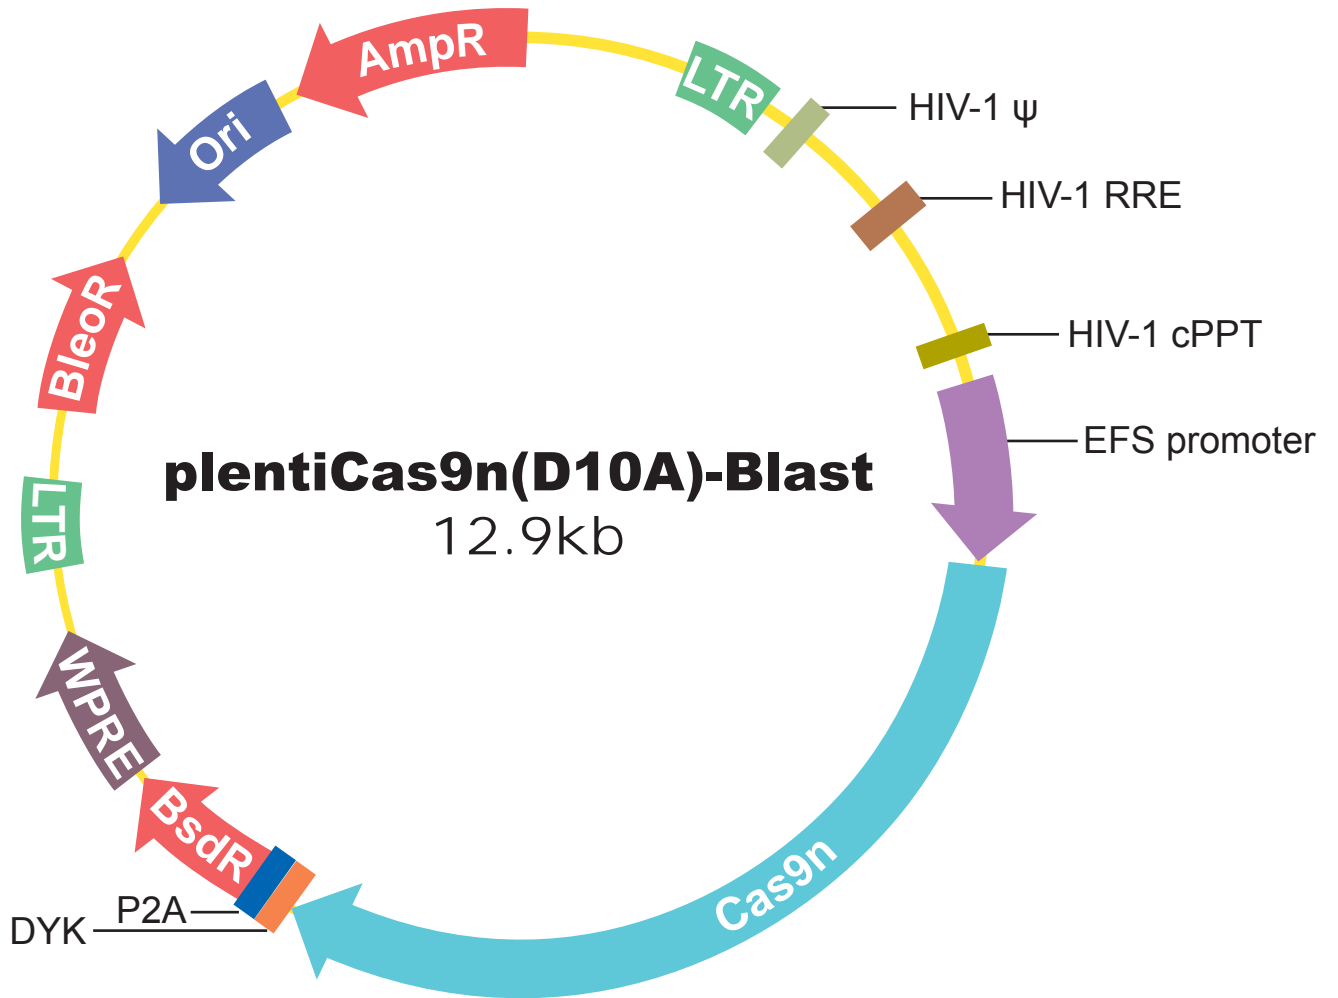 AmpR
LTR
HIV-1 ψ
Ori
HIV-1 RRE
BleoR
HIV-1 cPPT
EFS promoter
plentiCas9n(D10A)-Blast
12.9kb
LTR
WPRE
BsdR
Cas9n
P2A
DYK